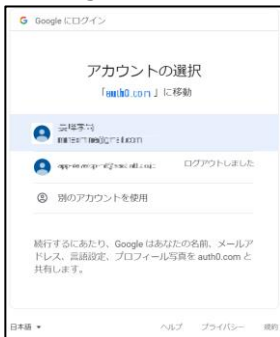 Google にログイン
アカウントの選択
「auth0.com」に移動
ログアウトしました
別のアカウントを使用
続行するにあたり、Google はあなたの名前、メールア
ドレス、言語設定、プロフィール写真を auth0.com と
共有します。
日本語 ヘルプ プライバシー 規約